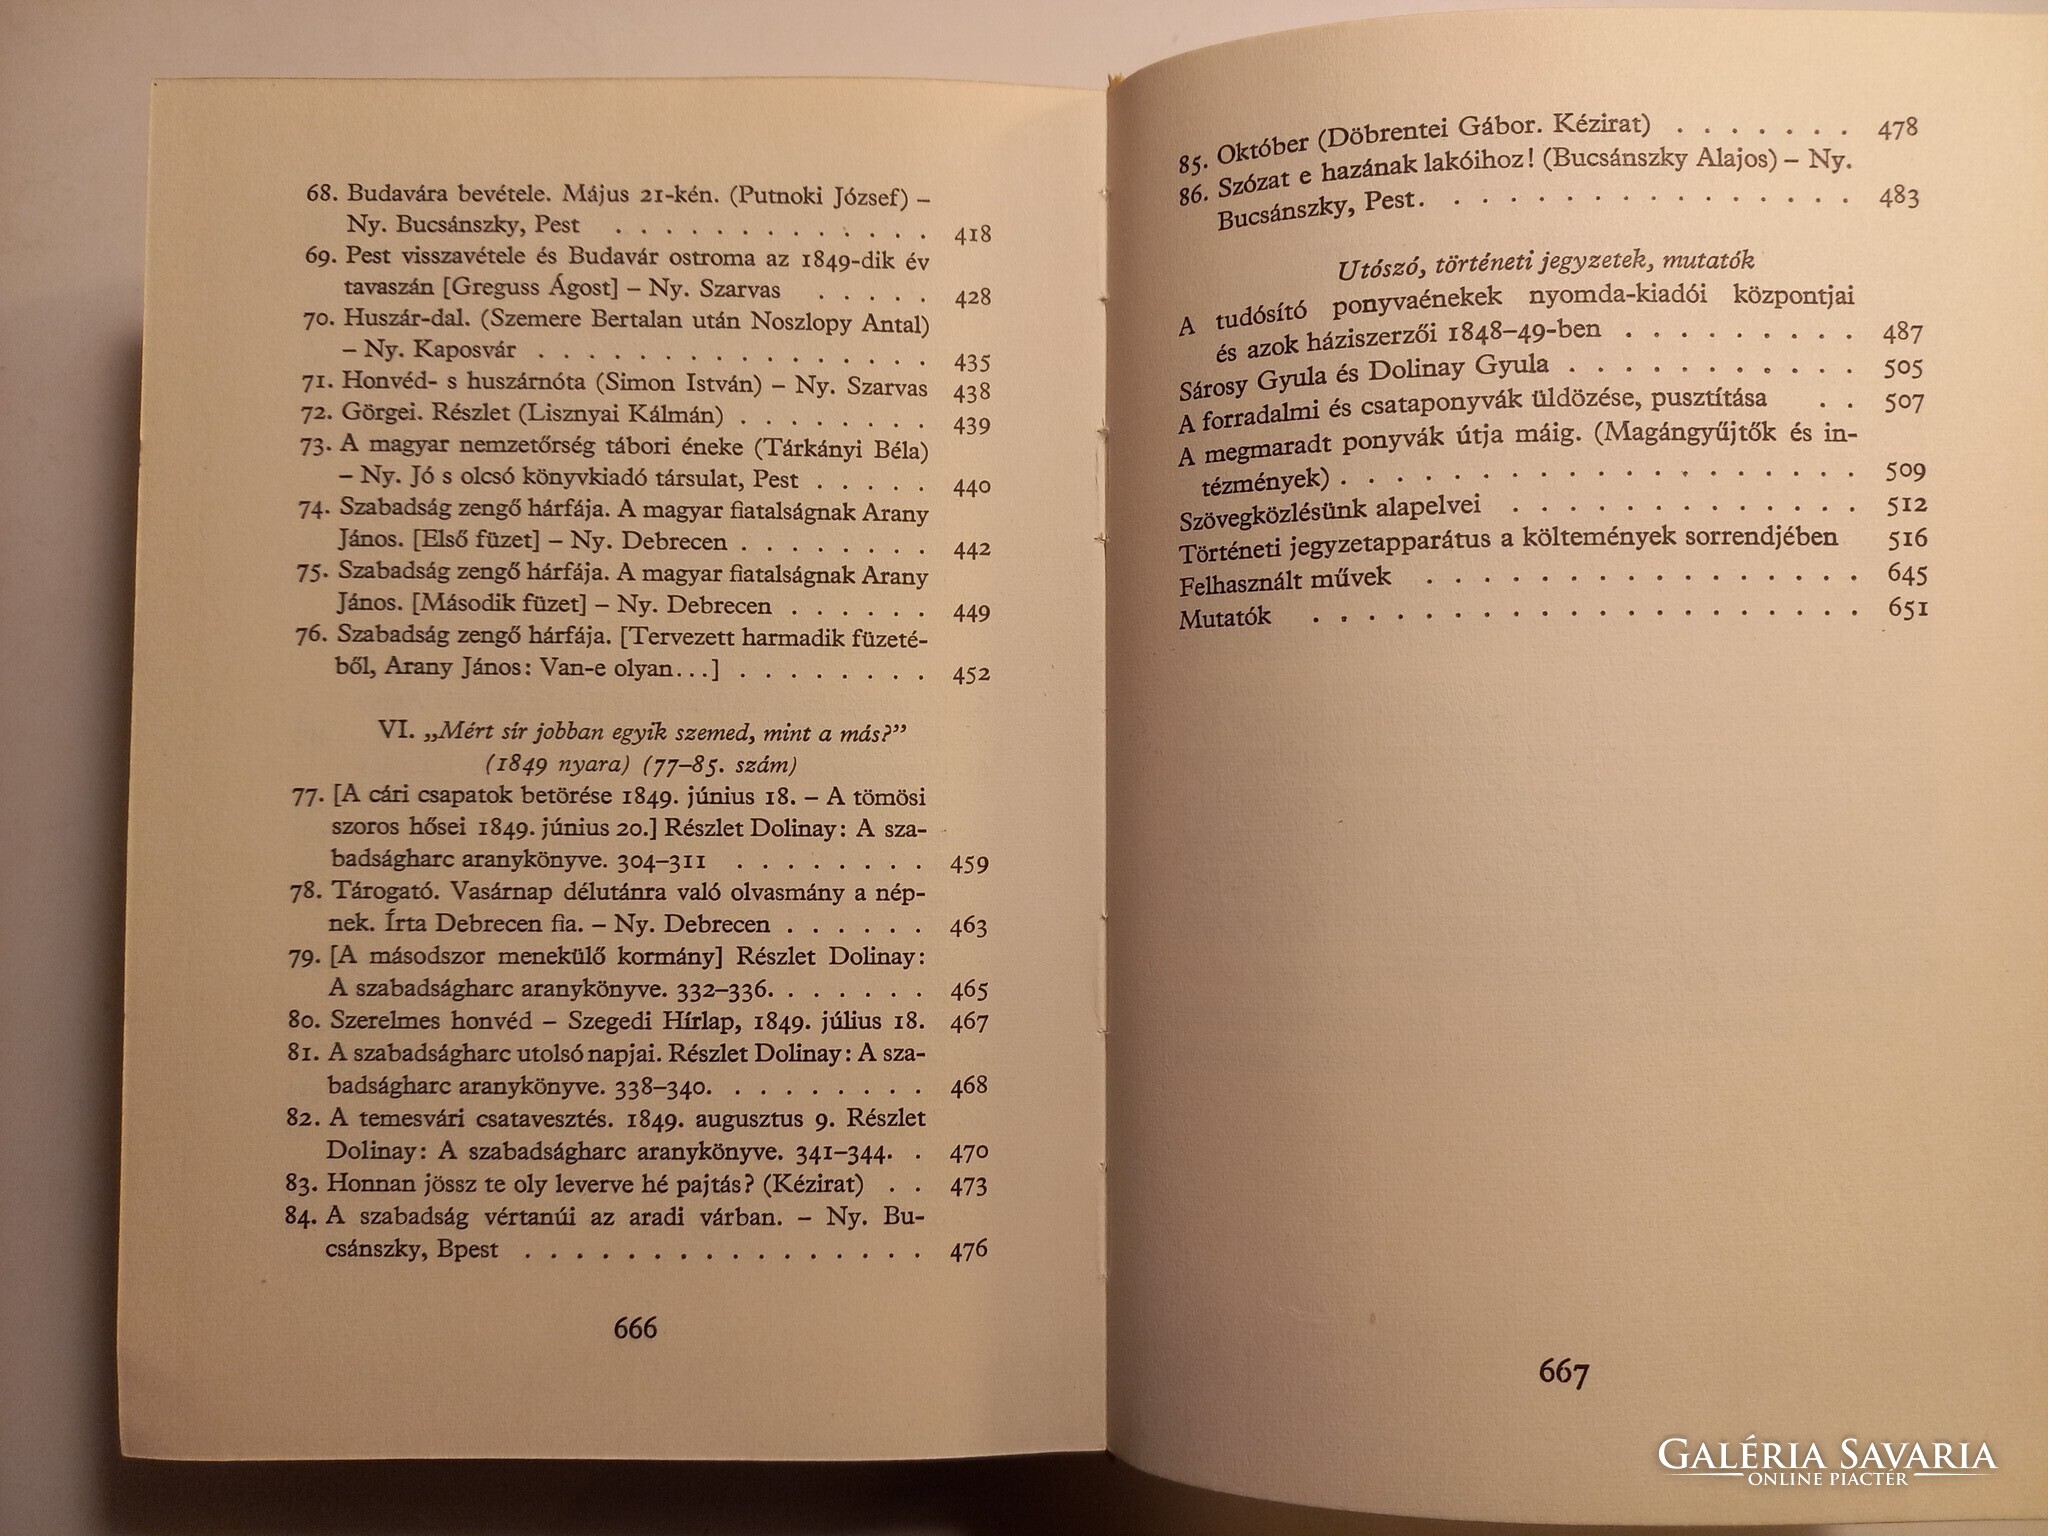 68. Budavára bevétele. Május 21-kén. (Putnoki József) –
Ny. Bucsánszky, Pest . . . . . . . . . . . . . 418
69. Pest visszavétele és Budavár ostroma az 1849-dik év
tavaszán [Greguss Ágost] – Ny. Szarvas . . . . . 428
70. Huszár-dal. (Szemere Bertalan után Noszlopy Antal)
– Ny. Kaposvár . . . . . . . . . . . . . . . . 435
71. Honvéd- s huszárnóta (Simon István) – Ny. Szarvas 438
72. Görgei. Részlet (Lisznyai Kálmán) . . . . . . . . 439
73. A magyar nemzetőrség tábori éneke (Tárkányi Béla)
– Ny. Jó s olcsó könyvkiadó társulat, Pest . . . . . 440
74. Szabadság zengő hárfája. A magyar fiatalságnak Arany
János. [Első füzet] – Ny. Debrecen . . . . . . . . 442
75. Szabadság zengő hárfája. A magyar fiatalságnak Arany
János. [Második füzet] – Ny. Debrecen . . . . . . 449
76. Szabadság zengő hárfája. [Tervezett harmadik füzeté-
ből, Arany János: Van-e olyan...] . . . . . . . . 452
VI. „Mért sír jobban egyik szemed, mint a más?”
(1849 nyara) (77–85. szám)
77. [A cári csapatok betörése 1849. június 18. – A tömösi
szoros hősei 1849. június 20.] Részlet Dolinay: A sza-
badságharc aranykönyve. 304–311 . . . . . . . . 459
78. Tárogató. Vasárnap délutánra való olvasmány a nép-
nek. Írta Debrecen fia. – Ny. Debrecen . . . . . . 463
79. [A másodszor menekülő kormány] Részlet Dolinay:
A szabadságharc aranykönyve. 332–336. . . . . . . 465
80. Szerelmes honvéd – Szegedi Hírlap, 1849. július 18. 467
81. A szabadságharc utolsó napjai. Részlet Dolinay: A sza-
badságharc aranykönyve. 338–340. . . . . . . . . 468
82. A temesvári csatavesztés. 1849. augusztus 9. Részlet
Dolinay: A szabadságharc aranykönyve. 341–344. . 470
83. Honnan jössz te oly leverve hé pajtás? (Kézirat) . . 473
84. A szabadság vértanúi az aradi várban. – Ny. Bu-
csánszky, Bpest . . . . . . . . . . . . . . . . 476
666
85. Október (Döbrentei Gábor. Kézirat) . . . . . . . 478
86. Szózat e hazának lakóihoz! (Bucsánszky Alajos) – Ny.
Bucsánszky, Pest. . . . . . . . . . . . . . . . 483
Utószó, történeti jegyzetek, mutatók
A tudósító ponyvaénekek nyomda-kiadói központjai
és azok háziszerzői 1848–49-ben . . . . . . . . . 487
Sárosy Gyula és Dolinay Gyula . . . . . . . . . . . 505
A forradalmi és csataponyvák üldözése, pusztítása . . 507
A megmaradt ponyvák útja máig. (Magángyűjtők és in-
tézmények) . . . . . . . . . . . . . . . . . . . 509
Szövegközlésünk alapelvei . . . . . . . . . . . . . 512
Történeti jegyzetapparátus a költemények sorrendjében 516
Felhasznált művek . . . . . . . . . . . . . . . . 645
Mutatók . . . . . . . . . . . . . . . . . . . . 651
667
GALÉRIA SAVARIA
ONLINE PIACTÉR